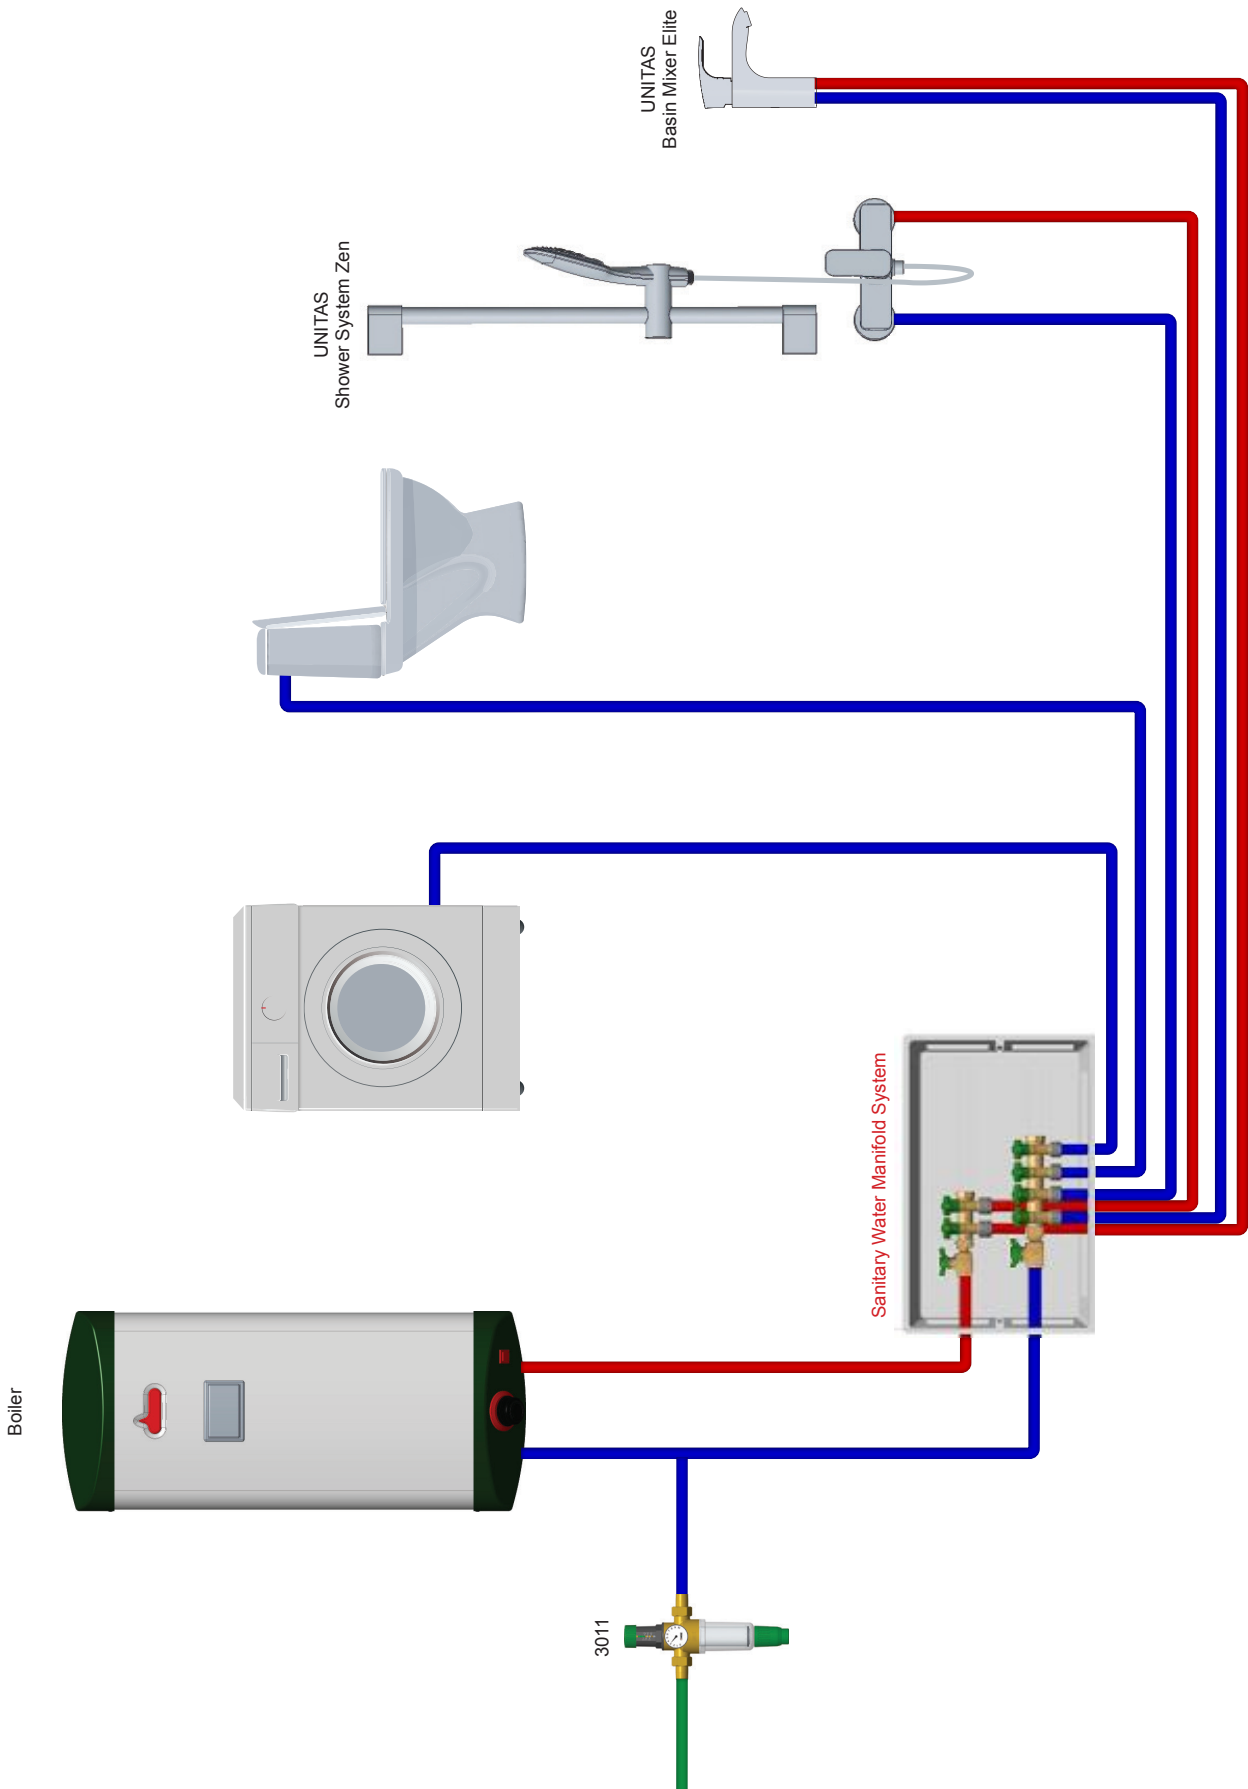 UNITAS
Basin Mixer Elite
UNITAS
Shower System Zen
Sanitary Water Manifold System
Boiler
3011